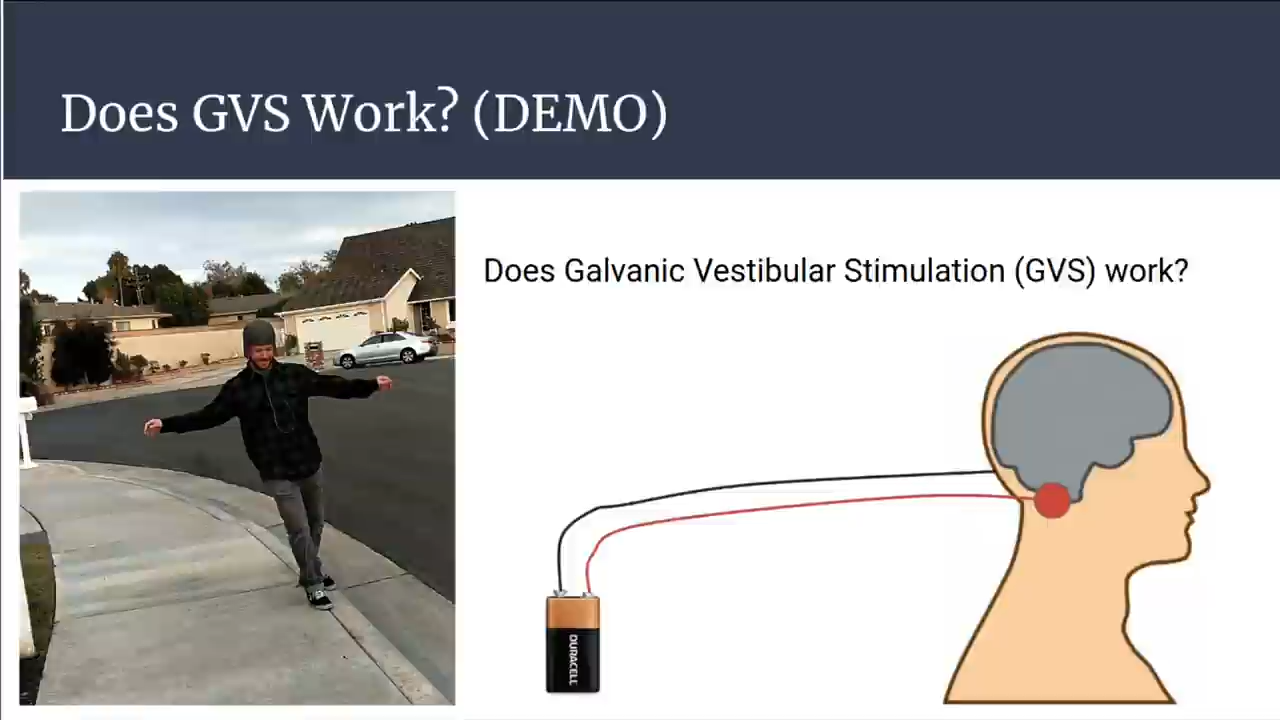 Does GVS Work? (DEMO)
Does Galvanic Vestibular Stimulation (GVS) work?
DURACELL